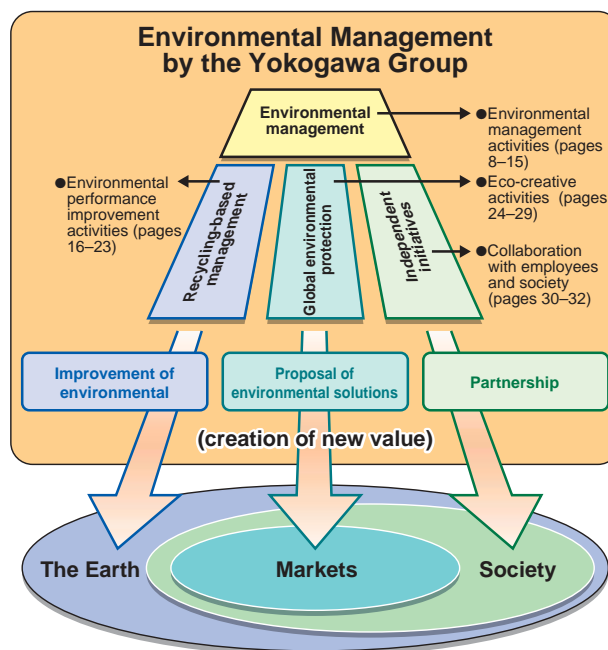 Environmental Management
by the Yokogawa Group
Environmental
management
●Environmental
management
activities (pages
8–15)
●Environmental
performance
improvement
activities (pages
16–23)
Recycling-based
management
Global environmental
protection
Independent
initiatives
●Eco-creative
activities (pages
24–29)
●Collaboration
with employees
and society
(pages 30–32)
Improvement of
environmental
Proposal of
environmental solutions
Partnership
(creation of new value)
The Earth
Markets
Society